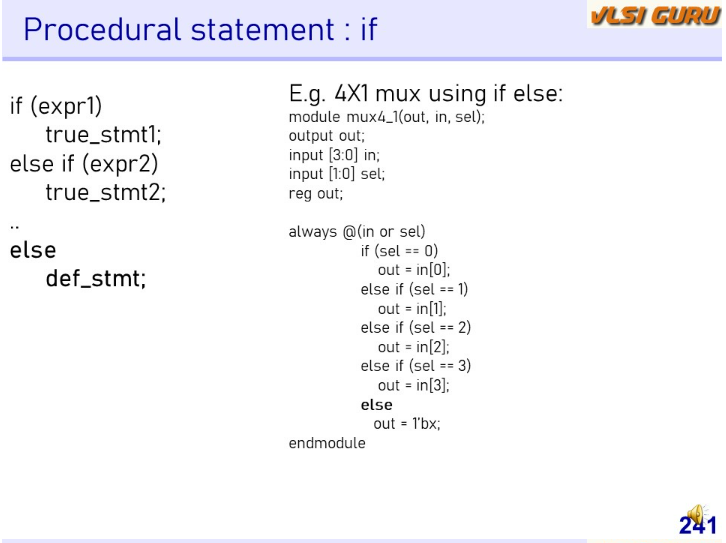 Procedural statement : if
VLSI GURU
if (expr1)
true_stmt1;
else if (expr2)
true_stmt2;
..
else
def_stmt;
E.g. 4X1 mux using if else:
module mux4_1(out, in, sel);
output out;
input [3:0] in;
input [1:0] sel;
reg out;
always @(in or sel)
if (sel == 0)
out = in[0];
else if (sel == 1)
out = in[1];
else if (sel == 2)
out = in[2];
else if (sel == 3)
out = in[3];
else
out = 1'bx;
endmodule
241